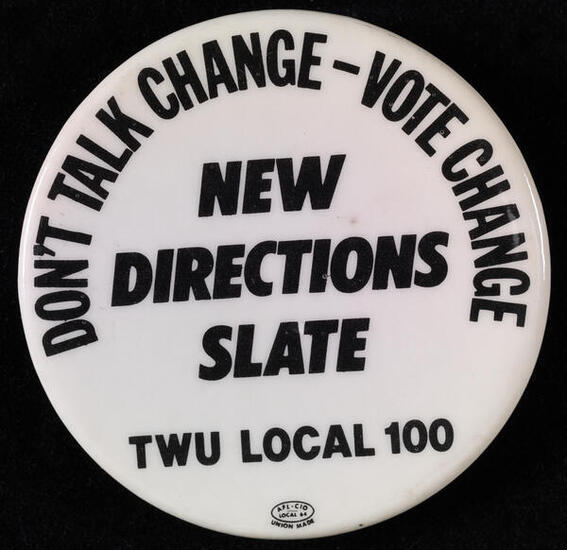 DON'T TALK CHANGE – VOTE CHANGE
NEW
DIRECTIONS
SLATE
TWU LOCAL 100
AFL-CIO
LOCAL 64
UNION MADE